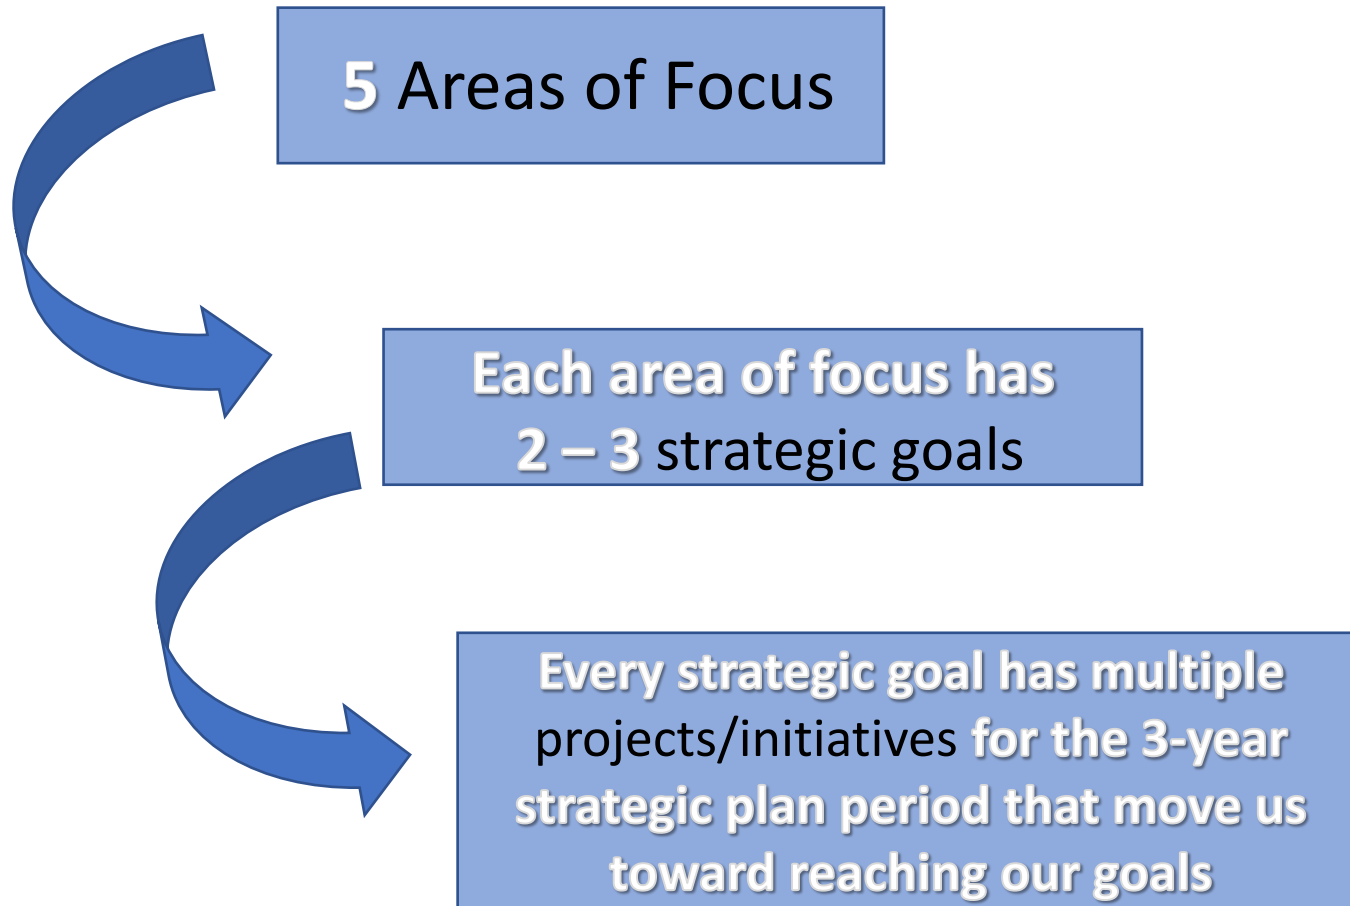 5 Areas of Focus
Each area of focus has
2 – 3 strategic goals
Every strategic goal has multiple
projects/initiatives for the 3-year
strategic plan period that move us
toward reaching our goals